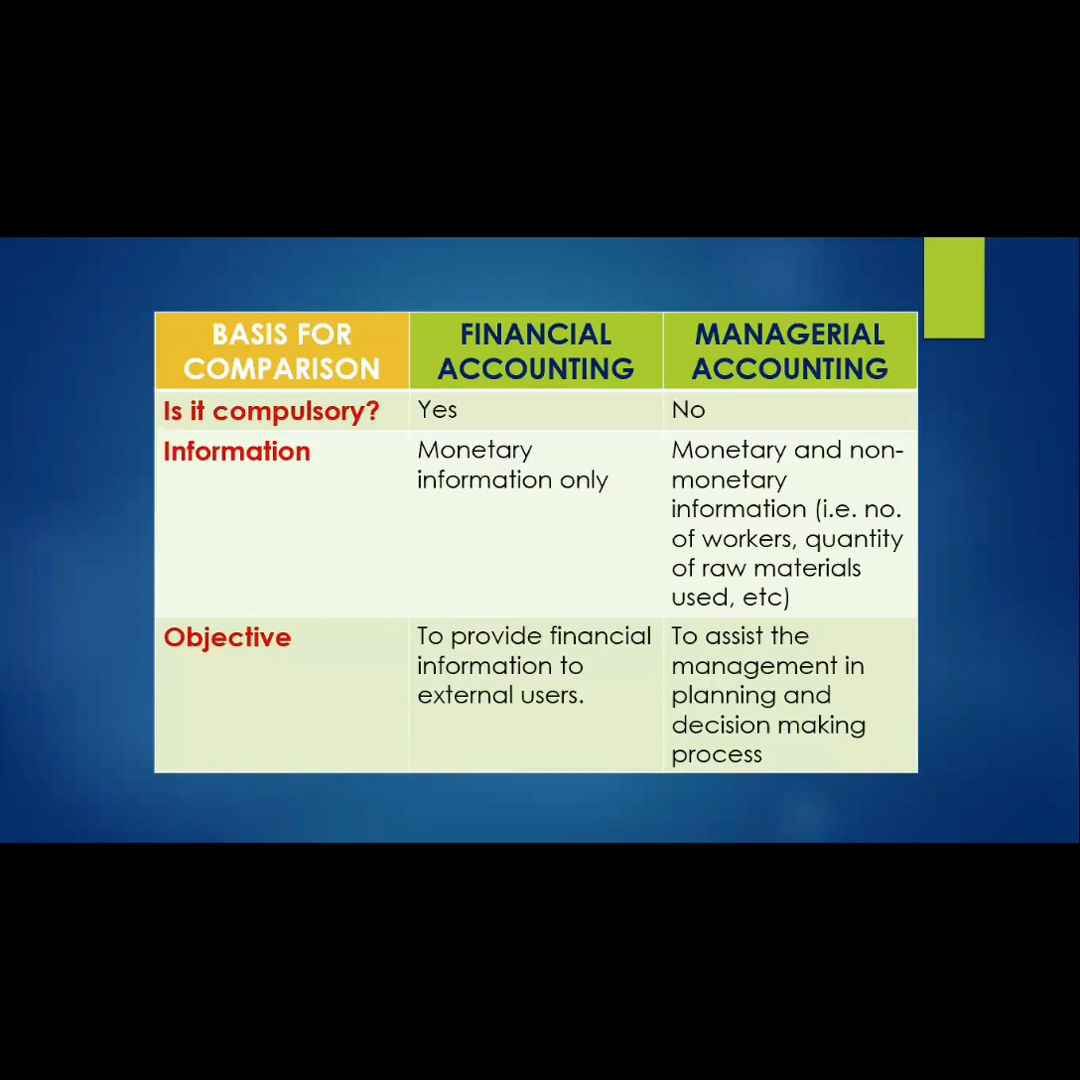 BASIS FOR
COMPARISON
FINANCIAL
ACCOUNTING
MANAGERIAL
ACCOUNTING
Is it compulsory?
Yes
No
Information
Monetary
information only
Monetary and non-
monetary
information (i.e. no.
of workers, quantity
of raw materials
used, etc)
Objective
To provide financial
information to
external users.
To assist the
management in
planning and
decision making
process